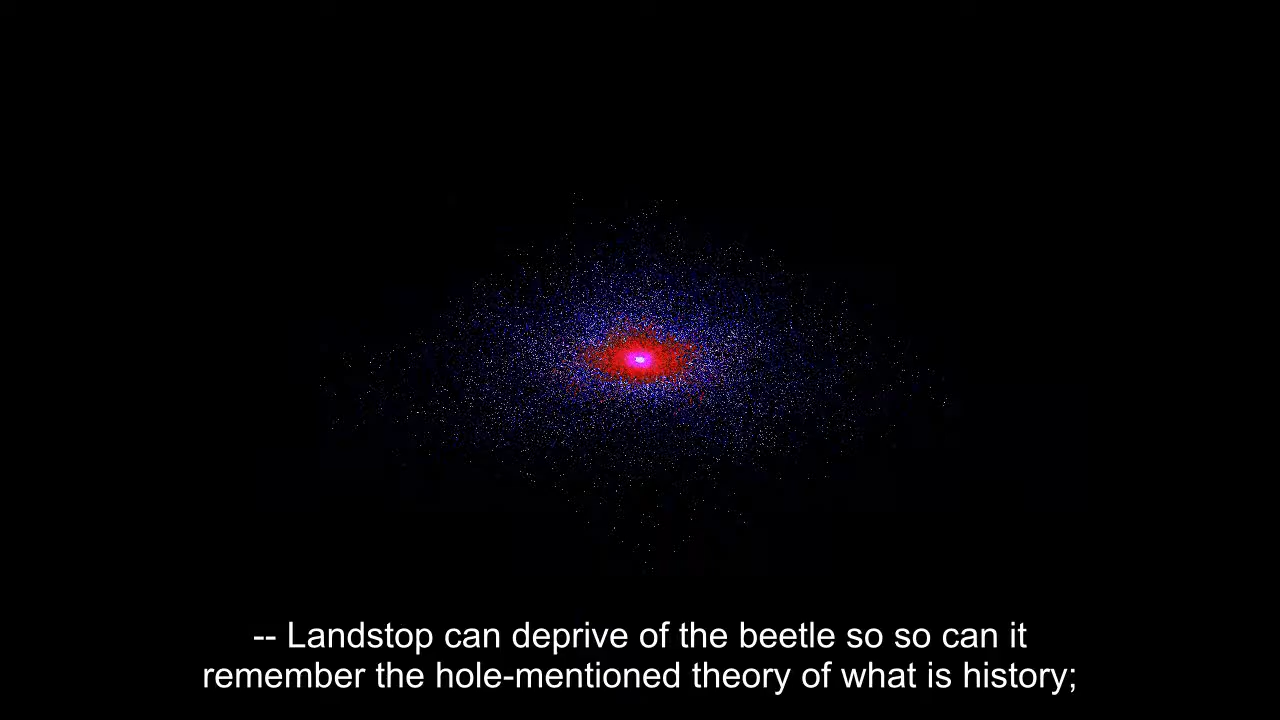 -- Landstop can deprive of the beetle so so can it
remember the hole-mentioned theory of what is history;